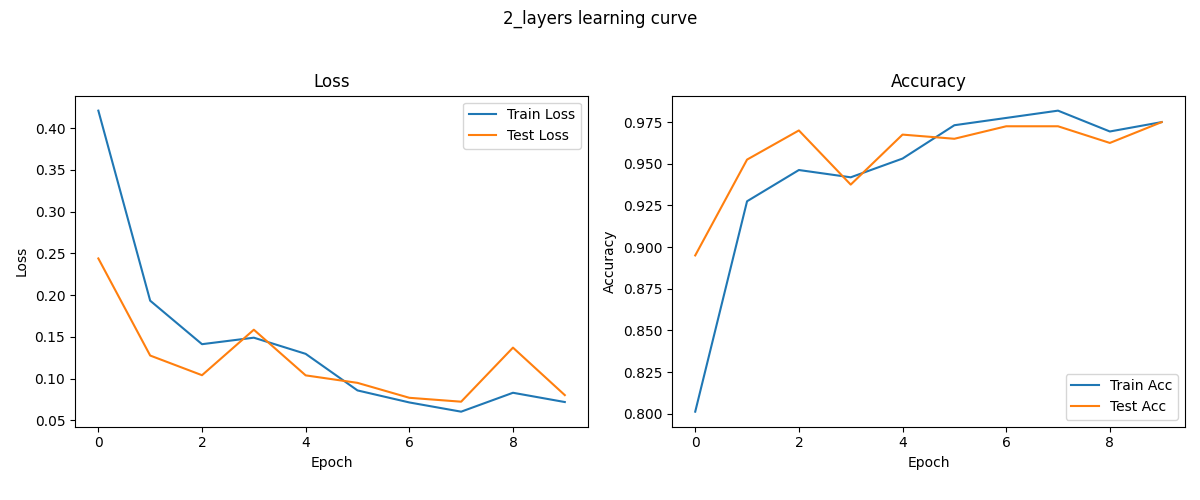 2_layers learning curve
Loss
Train Loss
Test Loss
0.40
0.35
0.30
0.25
0.20
0.15
0.10
0.05
Loss
0
2
4
6
8
Epoch
Accuracy
0.975
0.950
0.925
0.900
0.875
0.850
0.825
0.800
Accuracy
Train Acc
Test Acc
0
2
4
6
8
Epoch